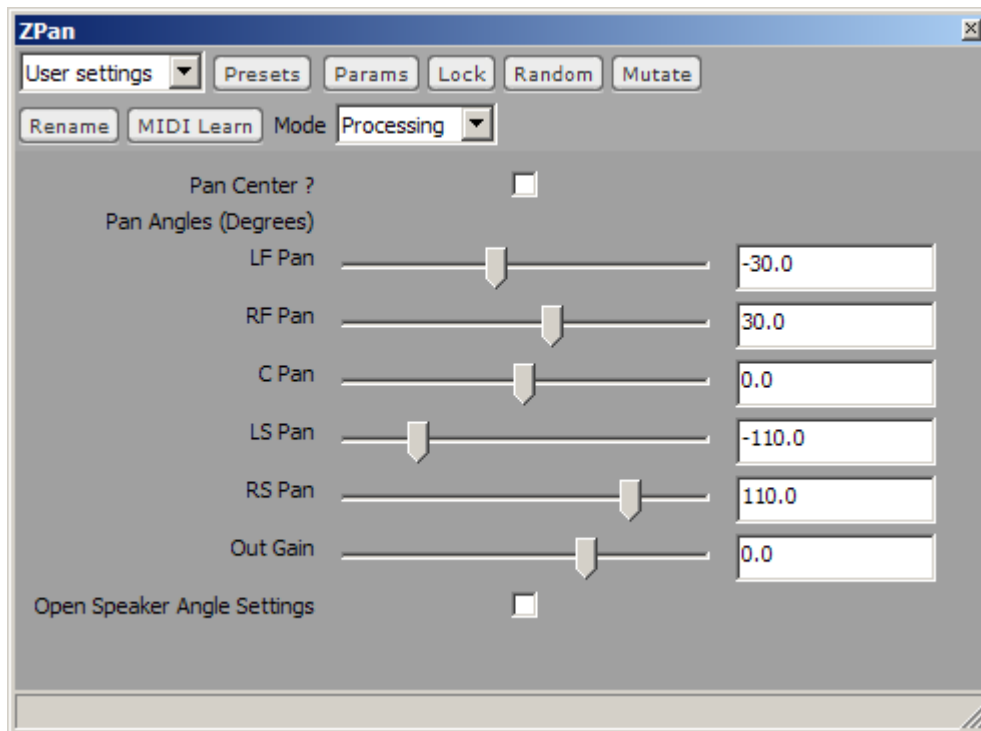 ZPan
User settings Presets Params Lock Random Mutate
Rename MIDI Learn Mode Processing
Pan Center ?
Pan Angles (Degrees)
LF Pan -30.0
RF Pan 30.0
C Pan 0.0
LS Pan -110.0
RS Pan 110.0
Out Gain 0.0
Open Speaker Angle Settings